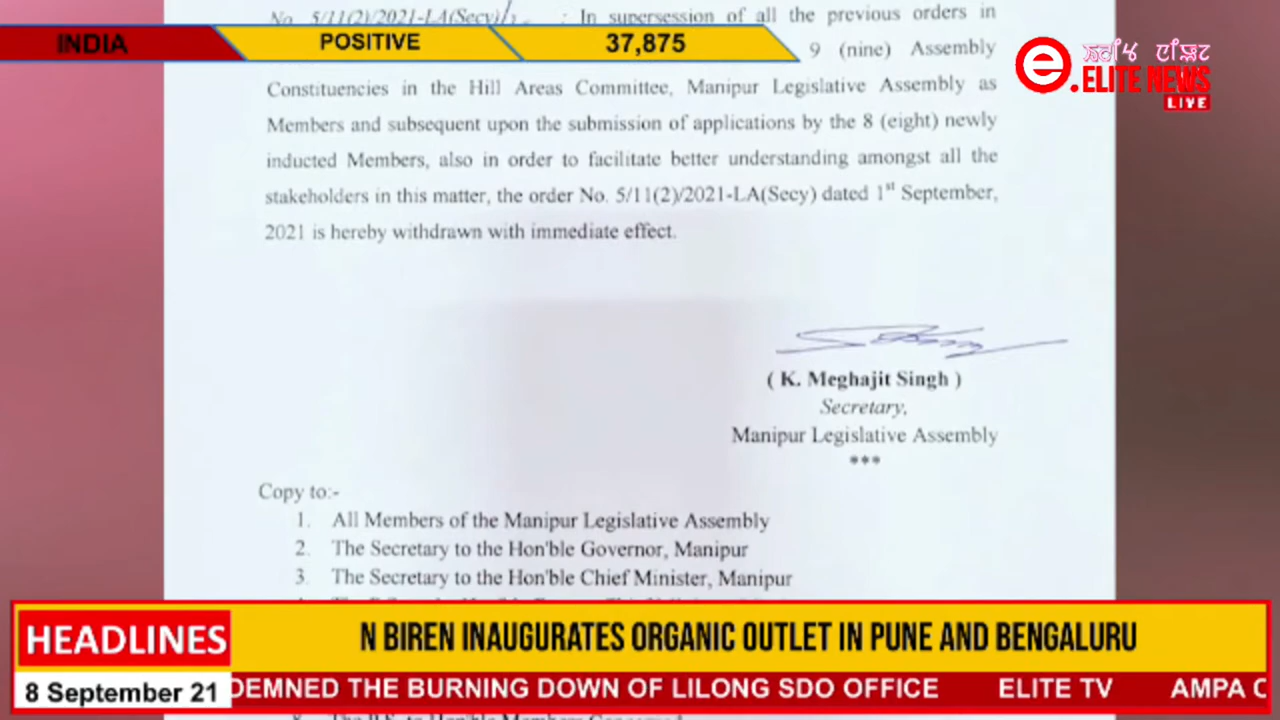 No. 5/11(2)/2021-LA(Secy)/ : In supersession of all the previous orders in
INDIA POSITIVE 37,875
9 (nine) Assembly
ꯏꯂꯤꯠ
e.ELITE NEWS
LIVE
Constituencies in the Hill Areas Committee, Manipur Legislative Assembly as
Members and subsequent upon the submission of applications by the 8 (eight) newly
inducted Members, also in order to facilitate better understanding amongst all the
stakeholders in this matter, the order No. 5/11(2)/2021-LA(Secy) dated 1st September,
2021 is hereby withdrawn with immediate effect.
( K. Meghajit Singh )
Secretary,
Manipur Legislative Assembly
***
Copy to:-
1. All Members of the Manipur Legislative Assembly
2. The Secretary to the Hon'ble Governor, Manipur
3. The Secretary to the Hon'ble Chief Minister, Manipur
HEADLINES
N BIREN INAUGURATES ORGANIC OUTLET IN PUNE AND BENGALURU
8 September 21
DEMNED THE BURNING DOWN OF LILONG SDO OFFICE ELITE TV AMPA